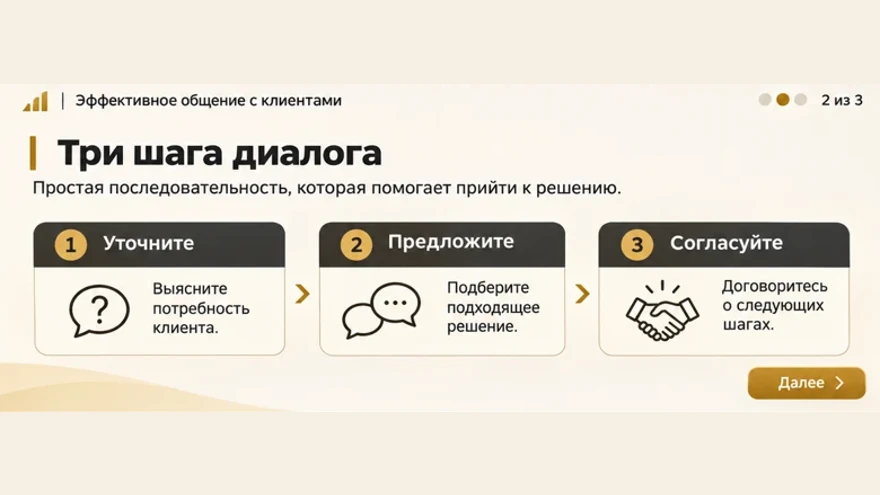 Эффективное общение с клиентами
2 из 3
Три шага диалога
Простая последовательность, которая помогает прийти к решению.
1 Уточните
Выясните
потребность
клиента.
2 Предложите
Подберите
подходящее
решение.
3 Согласуйте
Договоритесь
о следующих
шагах.
Далее